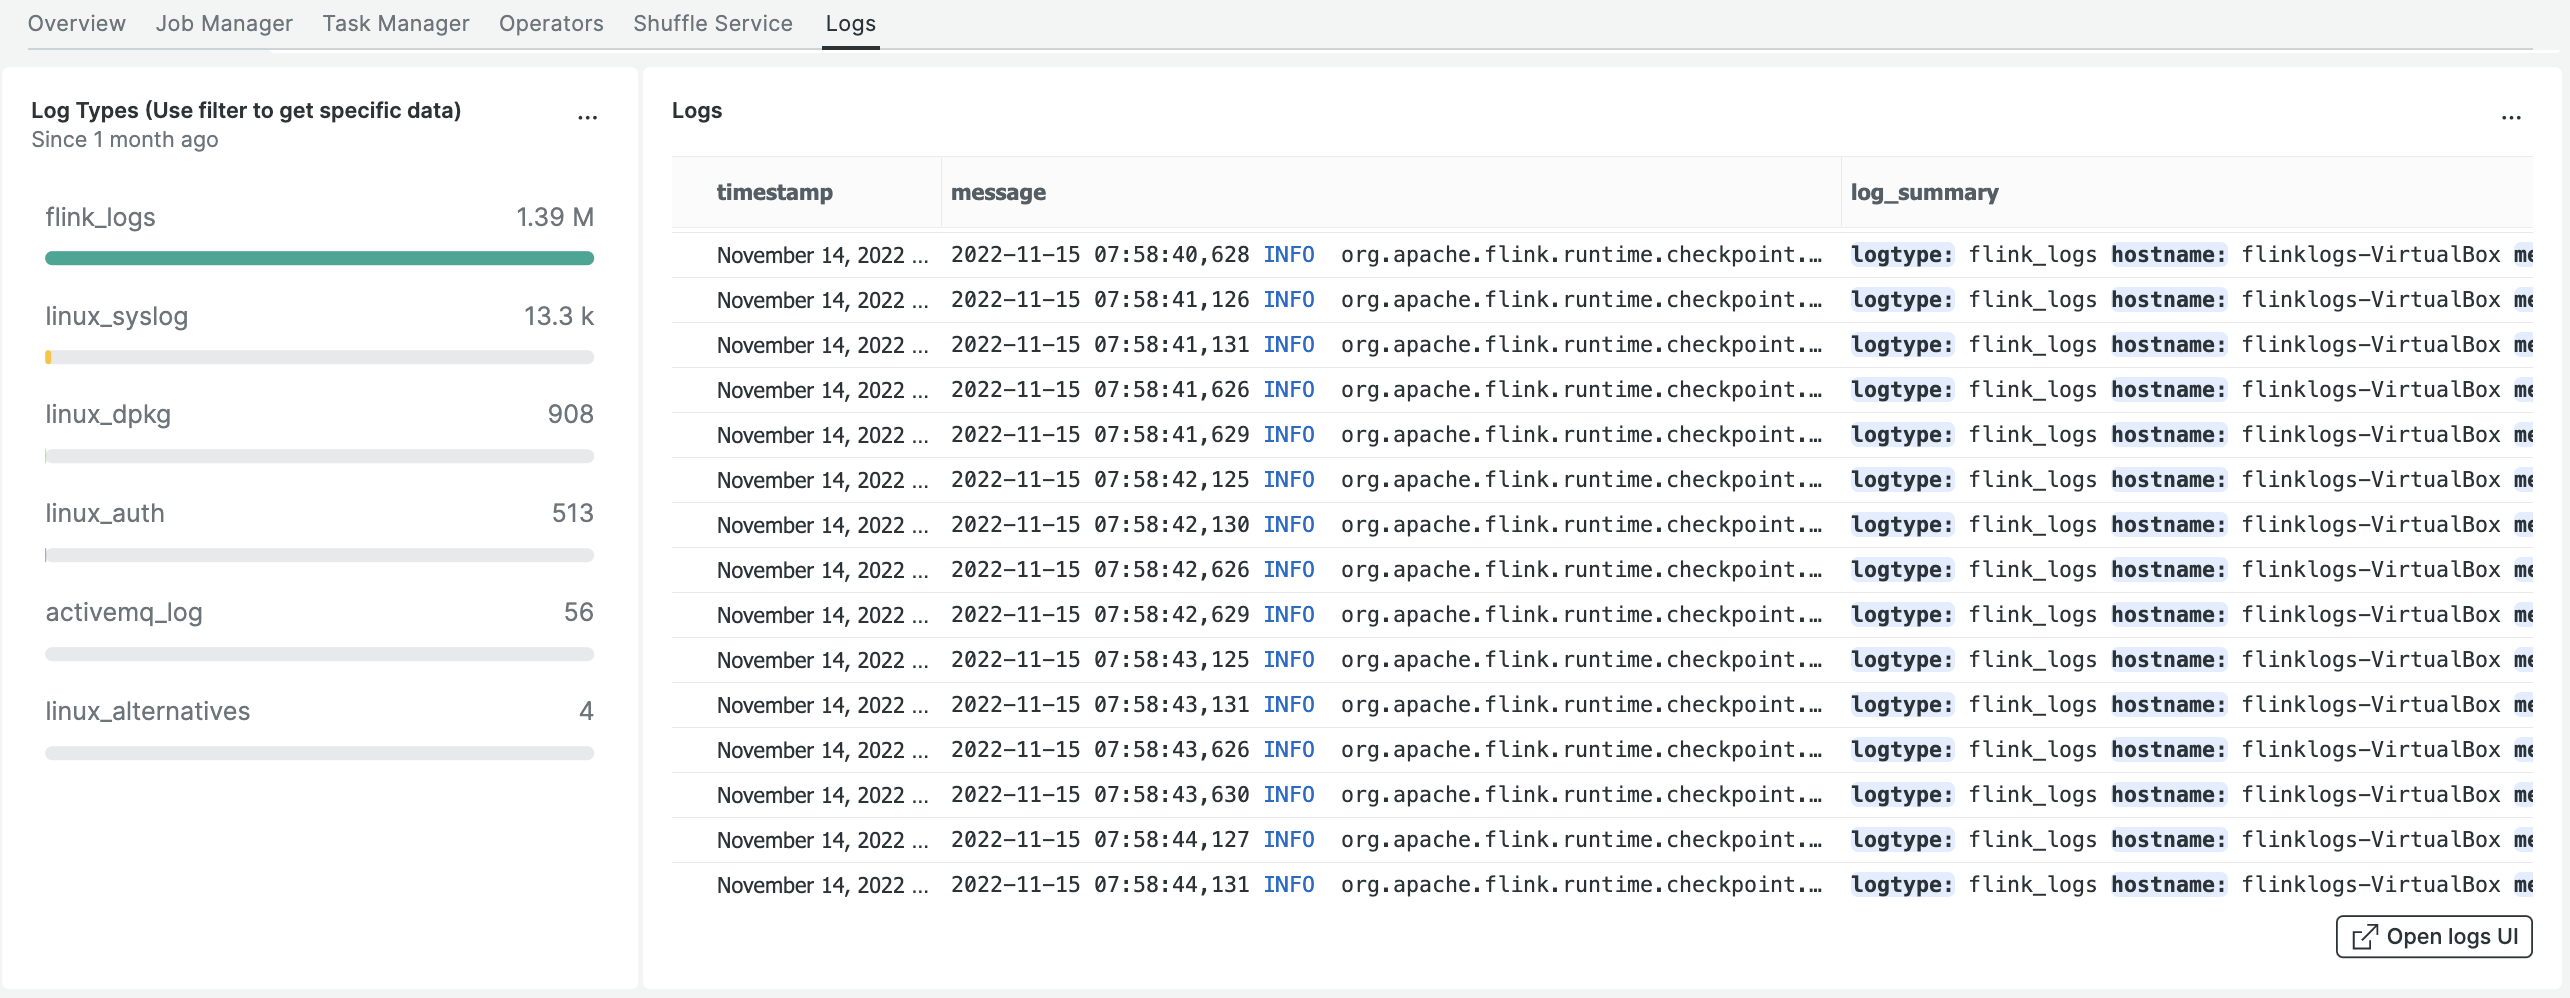 Overview Job Manager Task Manager Operators Shuffle Service Logs
Log Types (Use filter to get specific data) ...
Since 1 month ago
flink_logs 1.39 M
linux_syslog 13.3 k
linux_dpkg 908
linux_auth 513
activemq_log 56
linux_alternatives 4
Logs ...
timestamp message log_summary
November 14, 2022 ... 2022-11-15 07:58:40,628 INFO org.apache.flink.runtime.checkpoint.… logtype: flink_logs hostname: flinklogs-VirtualBox me
November 14, 2022 ... 2022-11-15 07:58:41,126 INFO org.apache.flink.runtime.checkpoint.… logtype: flink_logs hostname: flinklogs-VirtualBox me
November 14, 2022 ... 2022-11-15 07:58:41,131 INFO org.apache.flink.runtime.checkpoint.… logtype: flink_logs hostname: flinklogs-VirtualBox me
November 14, 2022 ... 2022-11-15 07:58:41,626 INFO org.apache.flink.runtime.checkpoint.… logtype: flink_logs hostname: flinklogs-VirtualBox me
November 14, 2022 ... 2022-11-15 07:58:41,629 INFO org.apache.flink.runtime.checkpoint.… logtype: flink_logs hostname: flinklogs-VirtualBox me
November 14, 2022 ... 2022-11-15 07:58:42,125 INFO org.apache.flink.runtime.checkpoint.… logtype: flink_logs hostname: flinklogs-VirtualBox me
November 14, 2022 ... 2022-11-15 07:58:42,130 INFO org.apache.flink.runtime.checkpoint.… logtype: flink_logs hostname: flinklogs-VirtualBox me
November 14, 2022 ... 2022-11-15 07:58:42,626 INFO org.apache.flink.runtime.checkpoint.… logtype: flink_logs hostname: flinklogs-VirtualBox me
November 14, 2022 ... 2022-11-15 07:58:42,629 INFO org.apache.flink.runtime.checkpoint.… logtype: flink_logs hostname: flinklogs-VirtualBox me
November 14, 2022 ... 2022-11-15 07:58:43,125 INFO org.apache.flink.runtime.checkpoint.… logtype: flink_logs hostname: flinklogs-VirtualBox me
November 14, 2022 ... 2022-11-15 07:58:43,131 INFO org.apache.flink.runtime.checkpoint.… logtype: flink_logs hostname: flinklogs-VirtualBox me
November 14, 2022 ... 2022-11-15 07:58:43,626 INFO org.apache.flink.runtime.checkpoint.… logtype: flink_logs hostname: flinklogs-VirtualBox me
November 14, 2022 ... 2022-11-15 07:58:43,630 INFO org.apache.flink.runtime.checkpoint.… logtype: flink_logs hostname: flinklogs-VirtualBox me
November 14, 2022 ... 2022-11-15 07:58:44,127 INFO org.apache.flink.runtime.checkpoint.… logtype: flink_logs hostname: flinklogs-VirtualBox me
November 14, 2022 ... 2022-11-15 07:58:44,131 INFO org.apache.flink.runtime.checkpoint.… logtype: flink_logs hostname: flinklogs-VirtualBox me
Open logs UI